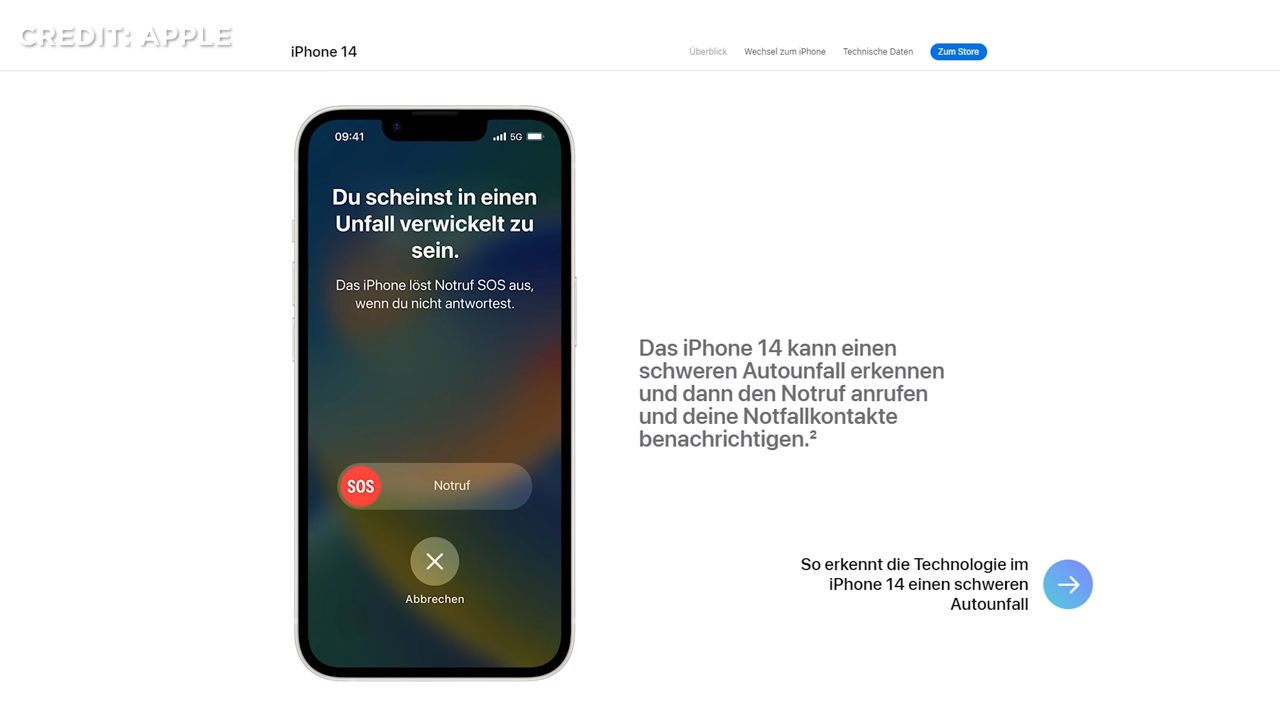 CREDIT: APPLE
iPhone 14
Überblick
Wechsel zum iPhone
Technische Daten
Zum Store
09:41
5G
Du scheinst in einen
Unfall verwickelt zu
sein.
Das iPhone löst Notruf SOS aus,
wenn du nicht antwortest.
SOS
Notruf
Abbrechen
Das iPhone 14 kann einen
schweren Autounfall erkennen
und dann den Notruf anrufen
und deine Notfallkontakte
benachrichtigen.²
So erkennt die Technologie im
iPhone 14 einen schweren
Autounfall